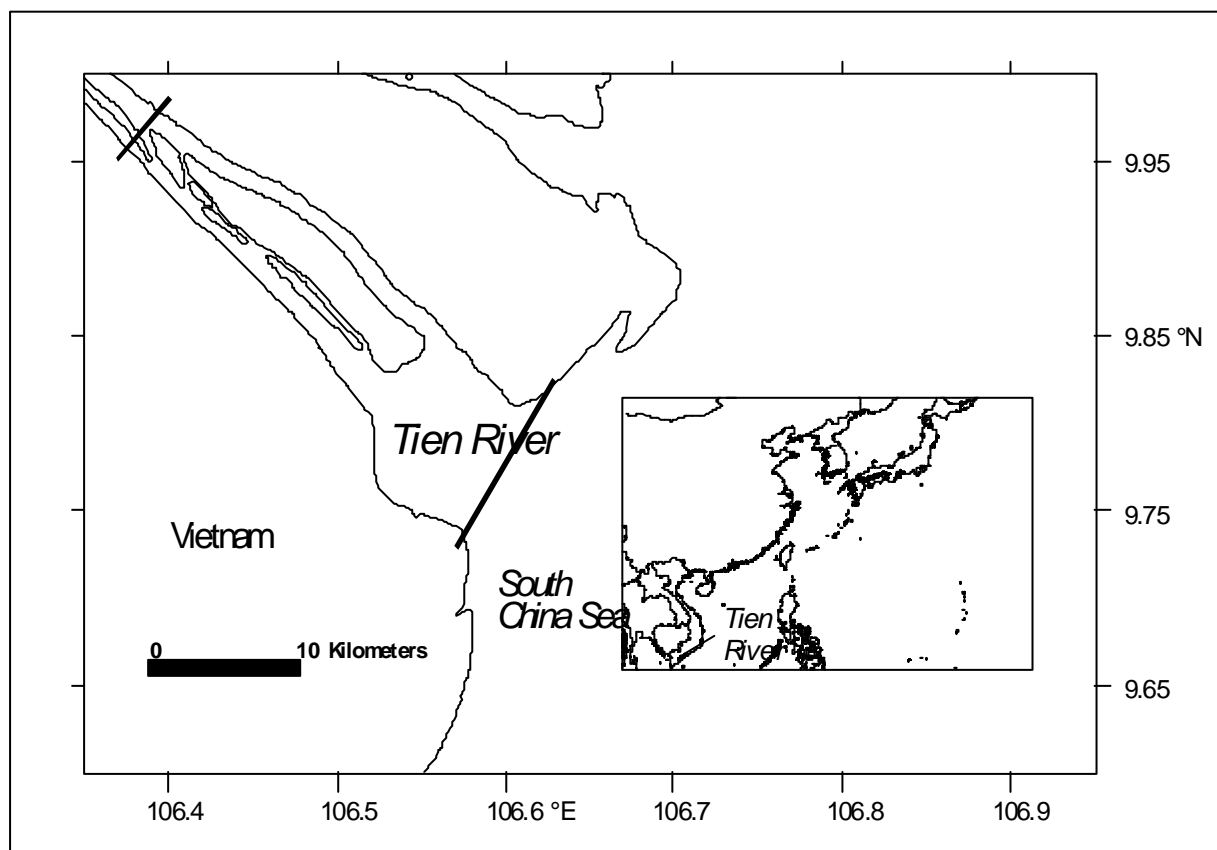 9.95
9.85 °N
Tien River
9.75
Vietnam
South
China Sea
Tien
River
0 10 Kilometers
9.65
106.4 106.5 106.6 °E 106.7 106.8 106.9